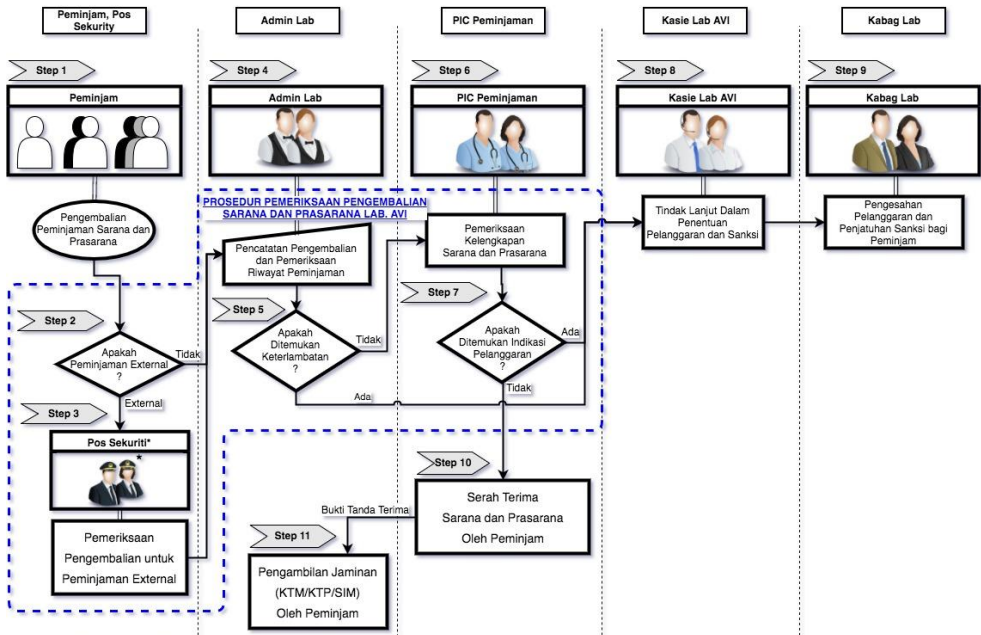 Peminjam, Pos
Sekurity
Admin Lab
PIC Peminjaman
Kasie Lab AVI
Kabag Lab
Step 1
Peminjam
Step 4
Admin Lab
Step 6
PIC Peminjaman
Step 8
Kasie Lab AVI
Step 9
Kabag Lab
Pengembalian
Peminjaman Sarana dan
Prasarana
PROSEDUR PEMERIKSAAN PENGEMBALIAN
SARANA DAN PRASARANA LAB. AVI
Pencatatan Pengembalian
dan Pemeriksaan
Riwayat Peminjaman
Pemeriksaan
Kelengkapan
Sarana dan Prasarana
Tindak Lanjut Dalam
Penentuan
Pelanggaran dan Sanksi
Pengesahan
Pelanggaran dan
Penjatuhan Sanksi bagi
Peminjam
Step 2
Apakah
Peminjaman External
?
Tidak
External
Step 5
Apakah
Ditemukan
Keterlambatan
?
Tidak
Ada
Step 7
Apakah
Ditemukan Indikasi
Pelanggaran
?
Ada
Tidak
Step 3
Pos Sekuriti*
*
Pemeriksaan
Pengembalian untuk
Peminjaman External
Step 10
Serah Terima
Sarana dan Prasarana
Oleh Peminjam
Bukti Tanda Terima
Step 11
Pengambilan Jaminan
(KTM/KTP/SIM)
Oleh Peminjam